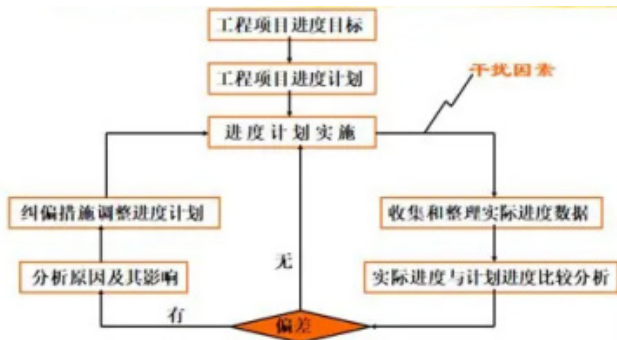 工程项目进度目标
工程项目进度计划
干扰因素
进度计划实施
纠偏措施调整进度计划
收集和整理实际进度数据
无
分析原因及其影响
实际进度与计划进度比较分析
有
偏差